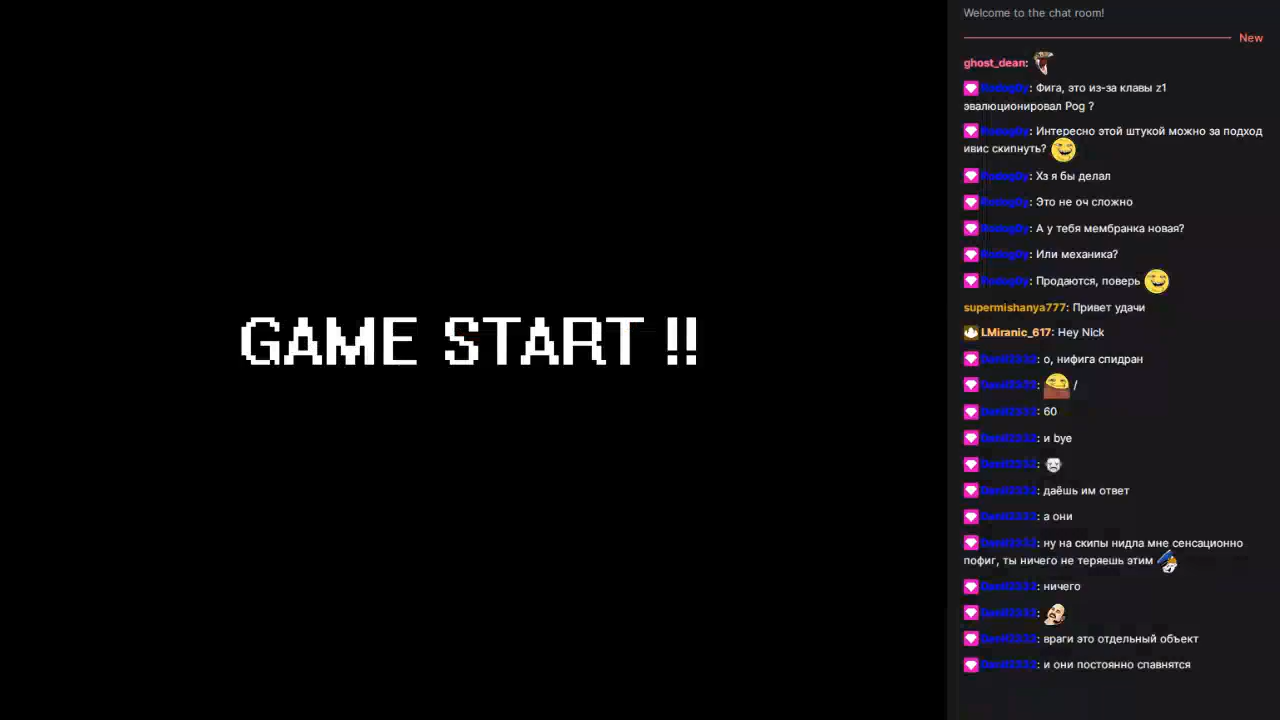 GAME START !!
Welcome to the chat room!
New
ghost_dean:
: Фига, это из-за клавы z1
эвалюционировал Pog ?
: Интересно этой штукой можно за подход
ивис скипнуть?
: Хз я бы делал
: Это не оч сложно
: А у тебя мембранка новая?
: Или механика?
: Продаются, поверь
supermishanya777: Привет удачи
LMiranic_617: Hey Nick
: о, нифига спидран
: /
: 60
: и bye
:
: даёшь им ответ
: а они
: ну на скипы нидла мне сенсационно
пофиг, ты ничего не теряешь этим
: ничего
:
: враги это отдельный объект
: и они постоянно спавнятся